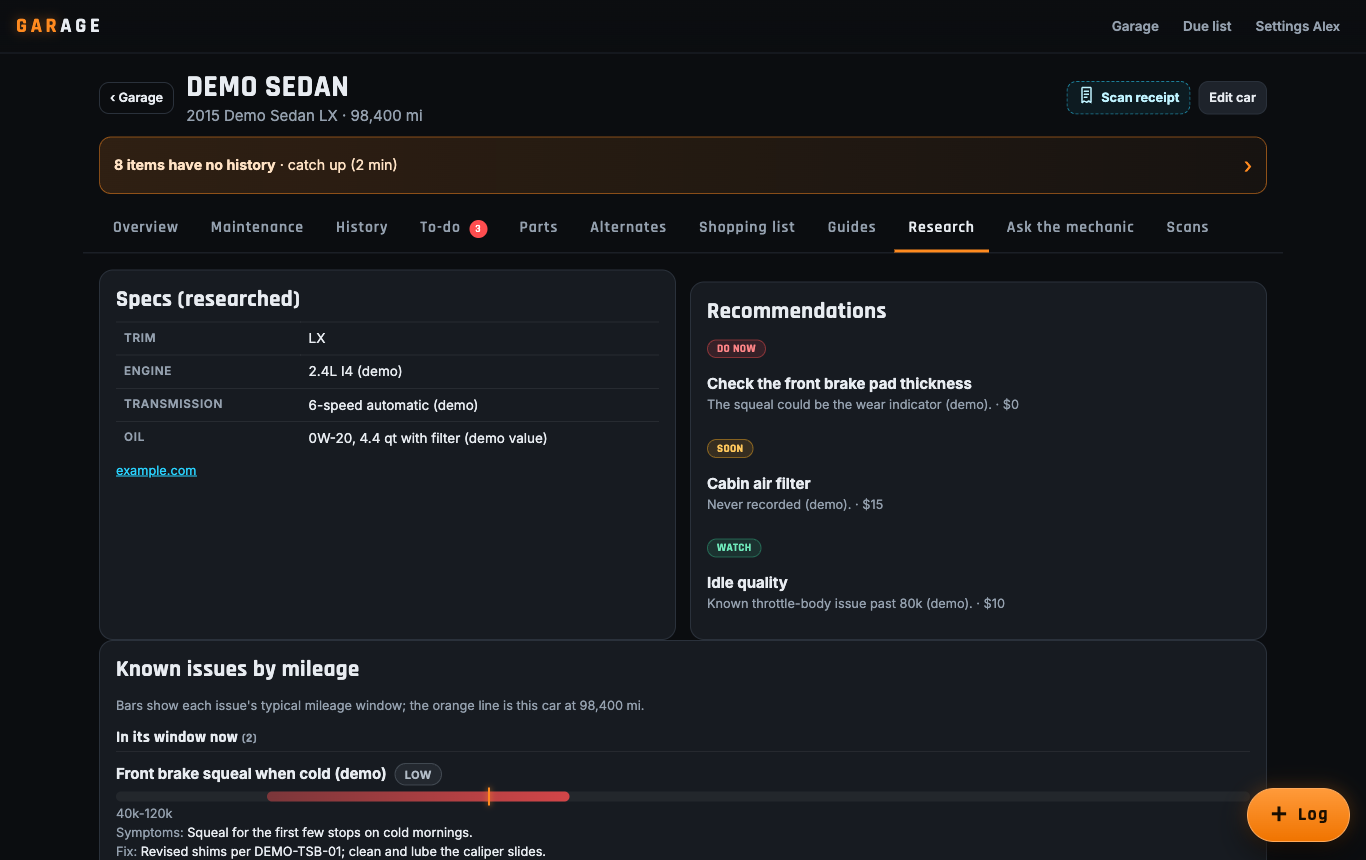 GARAGE
Garage
Due list
Settings Alex
‹ Garage
DEMO SEDAN
2015 Demo Sedan LX · 98,400 mi
Scan receipt
Edit car
8 items have no history · catch up (2 min)
Overview
Maintenance
History
To-do 3
Parts
Alternates
Shopping list
Guides
Research
Ask the mechanic
Scans
Specs (researched)
TRIM LX
ENGINE 2.4L I4 (demo)
TRANSMISSION 6-speed automatic (demo)
OIL 0W-20, 4.4 qt with filter (demo value)
example.com
Recommendations
DO NOW
Check the front brake pad thickness
The squeal could be the wear indicator (demo). · $0
SOON
Cabin air filter
Never recorded (demo). · $15
WATCH
Idle quality
Known throttle-body issue past 80k (demo). · $10
Known issues by mileage
Bars show each issue's typical mileage window; the orange line is this car at 98,400 mi.
In its window now (2)
Front brake squeal when cold (demo) LOW
40k-120k
Symptoms: Squeal for the first few stops on cold mornings.
Fix: Revised shims per DEMO-TSB-01; clean and lube the caliper slides.
+ Log